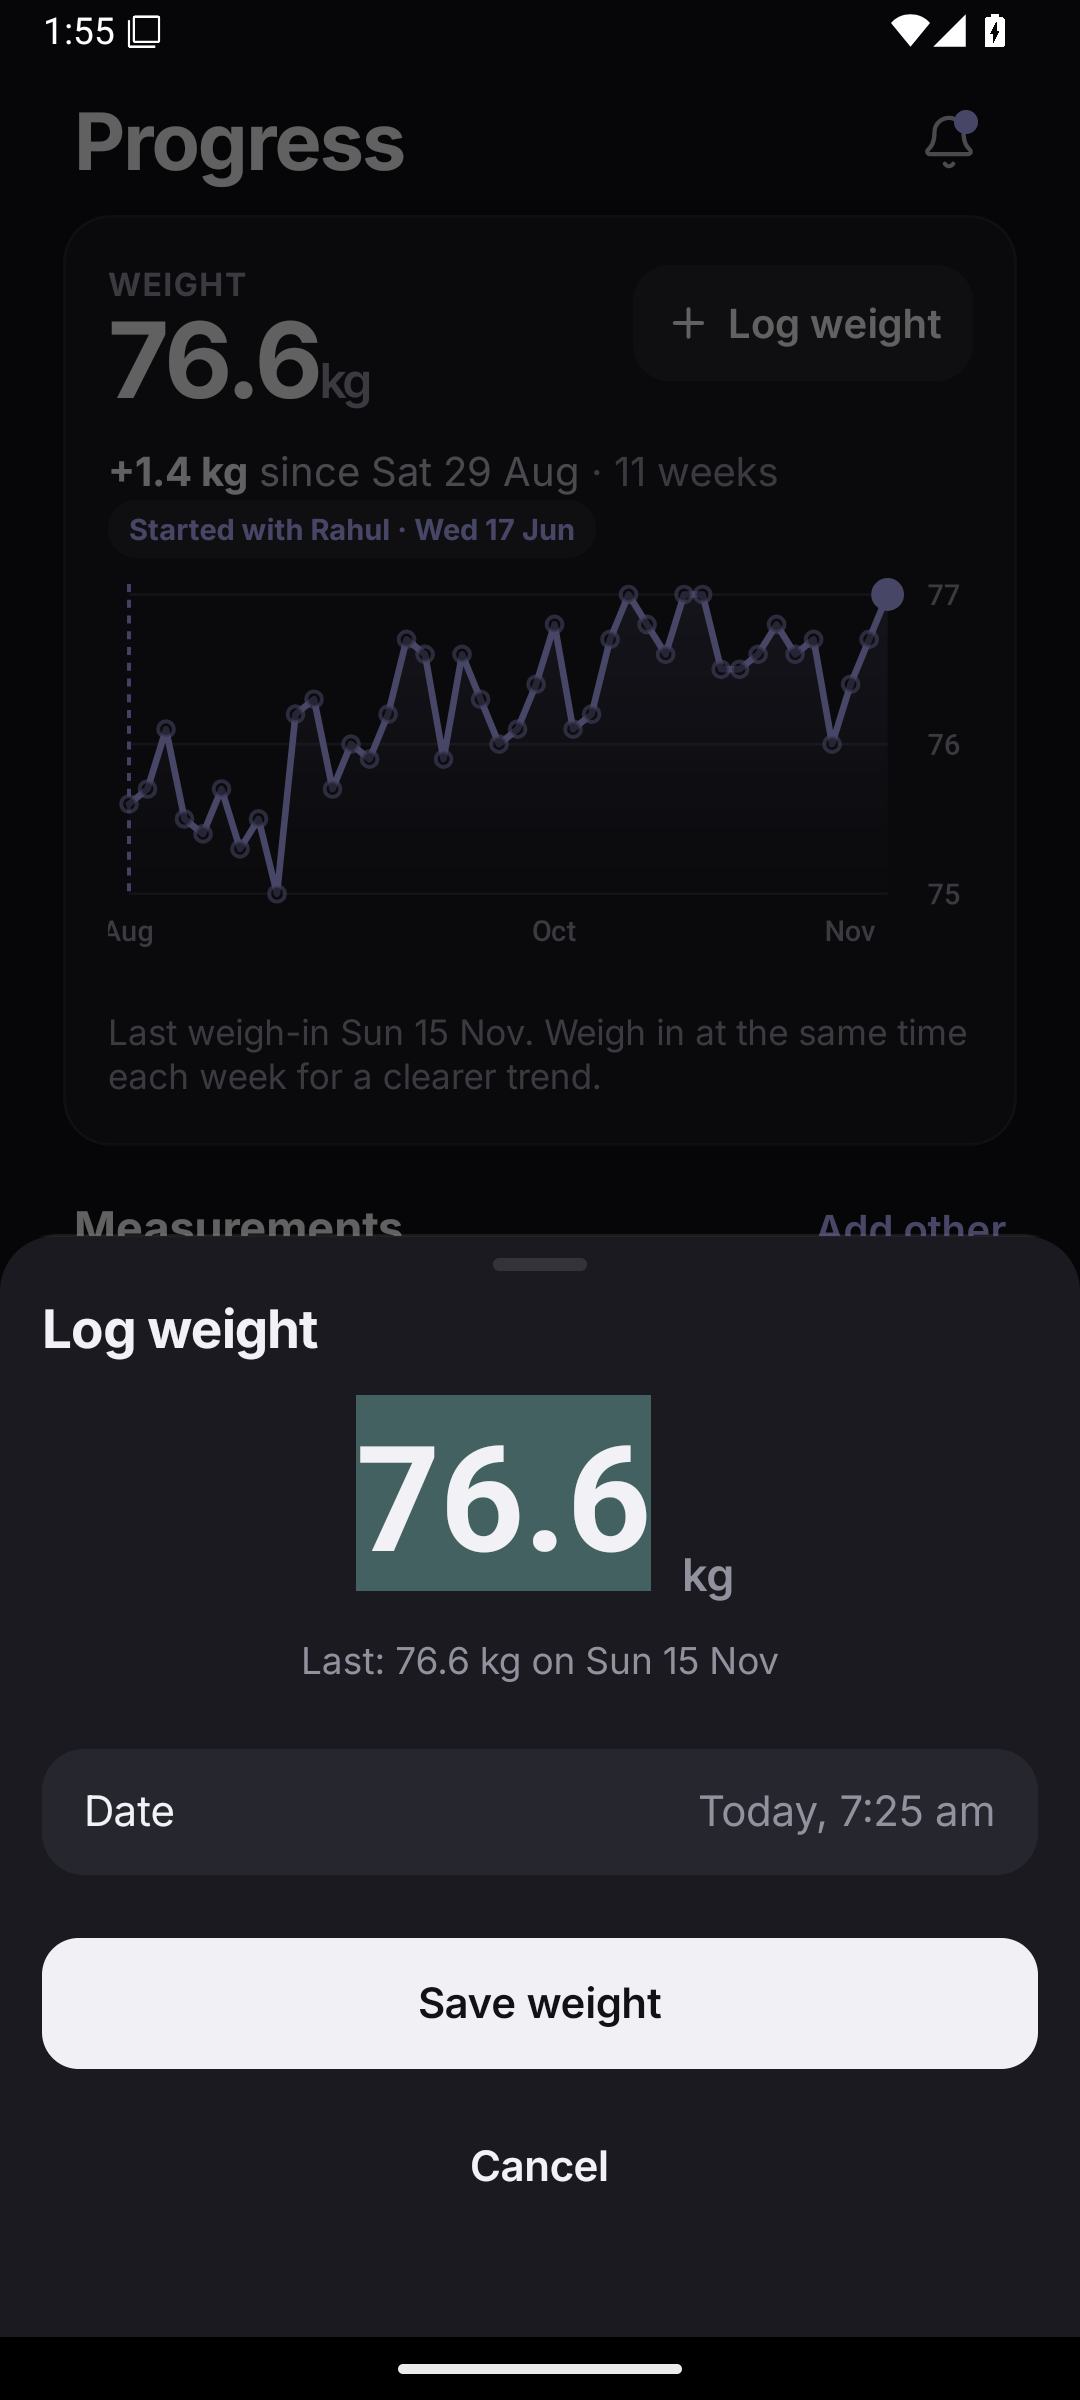 1:55
Progress
WEIGHT
76.6kg
+ Log weight
+1.4 kg since Sat 29 Aug · 11 weeks
Started with Rahul · Wed 17 Jun
77
76
75
Aug Oct Nov
Last weigh-in Sun 15 Nov. Weigh in at the same time
each week for a clearer trend.
Measurements Add other
Log weight
76.6 kg
Last: 76.6 kg on Sun 15 Nov
Date Today, 7:25 am
Save weight
Cancel